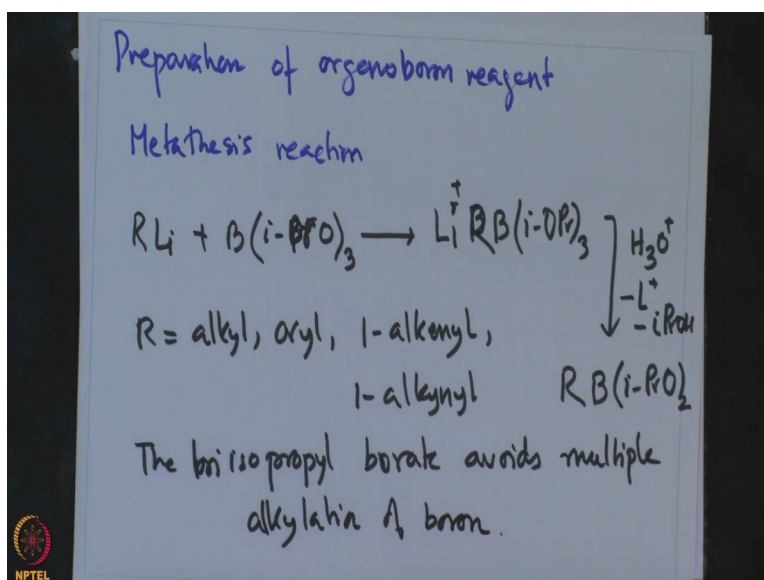 Preparation of organoboron reagent
Metathesis reaction
RLi + B(i-PrO)₃ ⟶ Li⁺ RB(i-OPr)₃
H₃O⁺
-L⁺
-iPrOH
R = alkyl, aryl, 1-alkenyl,
1-alkynyl RB(i-PrO)₂
The triisopropyl borate avoids multiple
alkylation of boron.
NPTEL